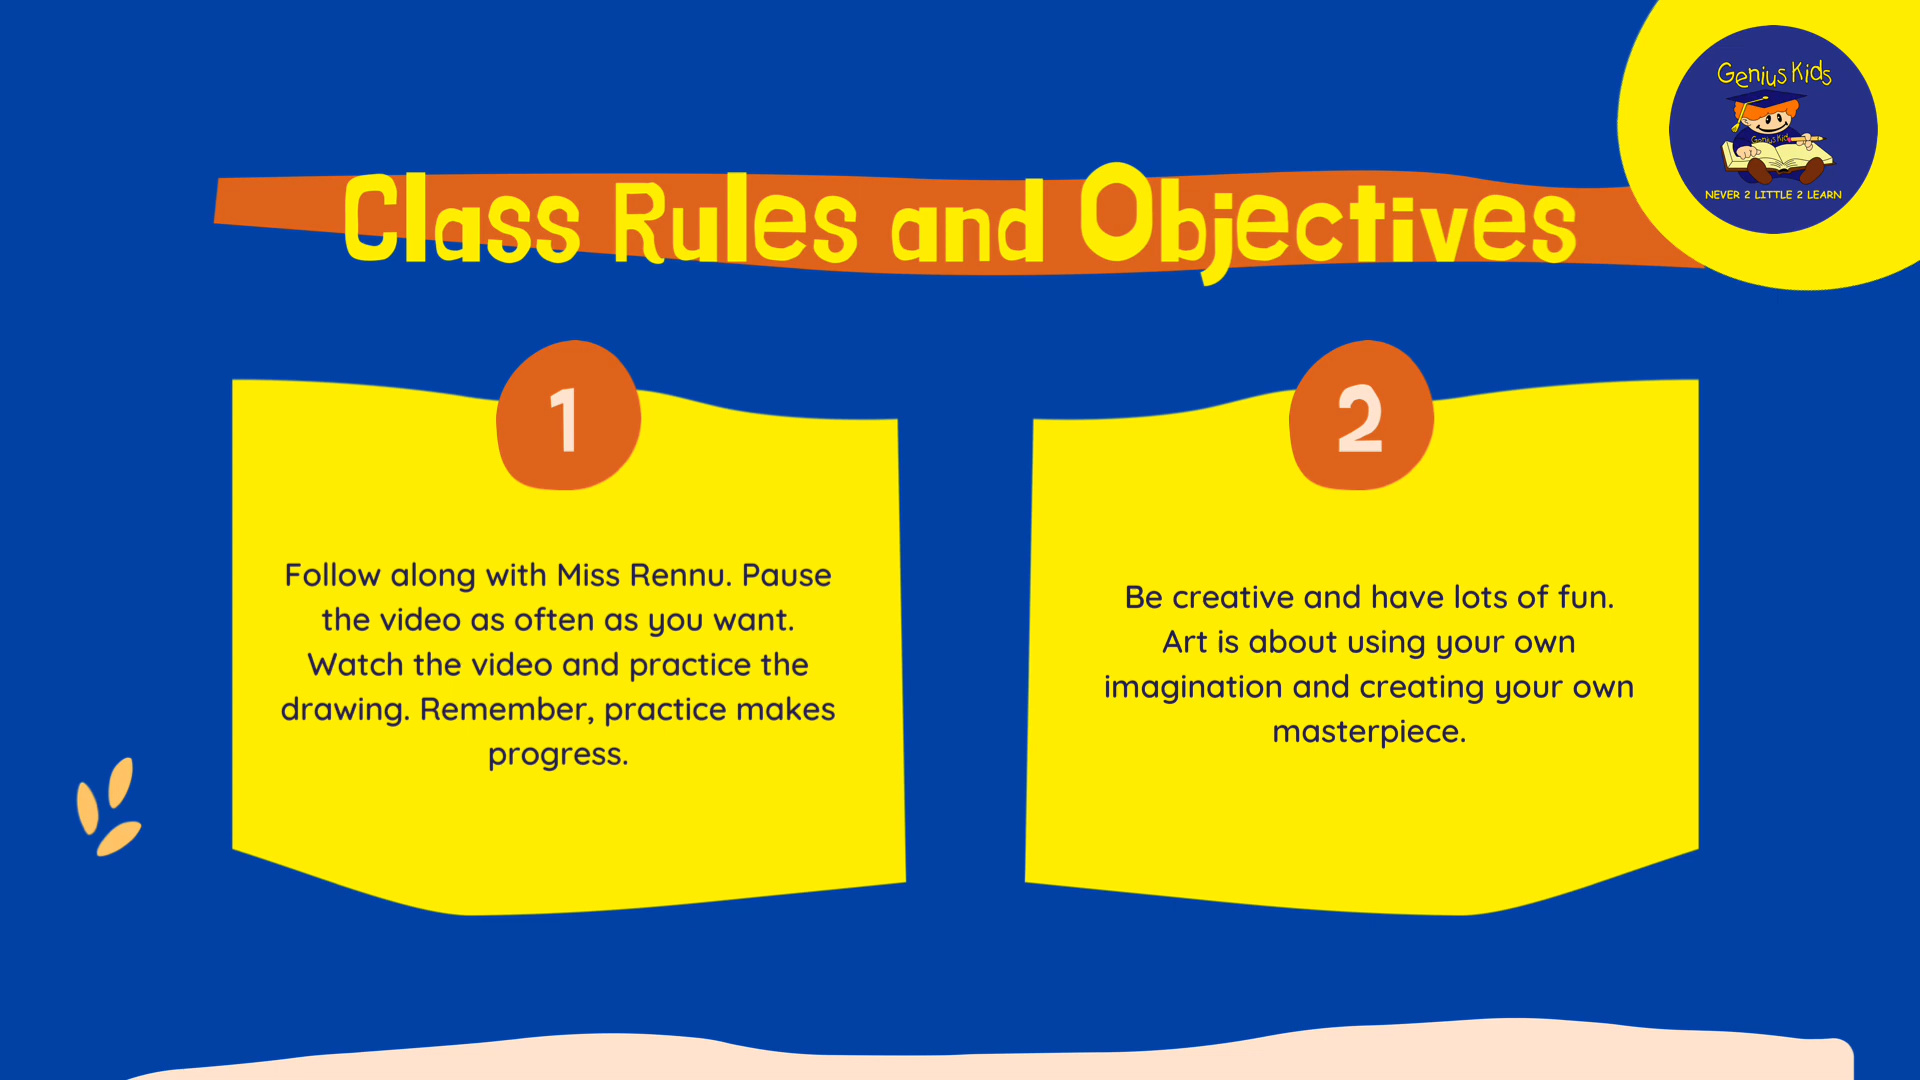 Genius Kids
Genius Kids
NEVER 2 LITTLE 2 LEARN
Class Rules and Objectives
1
Follow along with Miss Rennu. Pause
the video as often as you want.
Watch the video and practice the
drawing. Remember, practice makes
progress.
2
Be creative and have lots of fun.
Art is about using your own
imagination and creating your own
masterpiece.